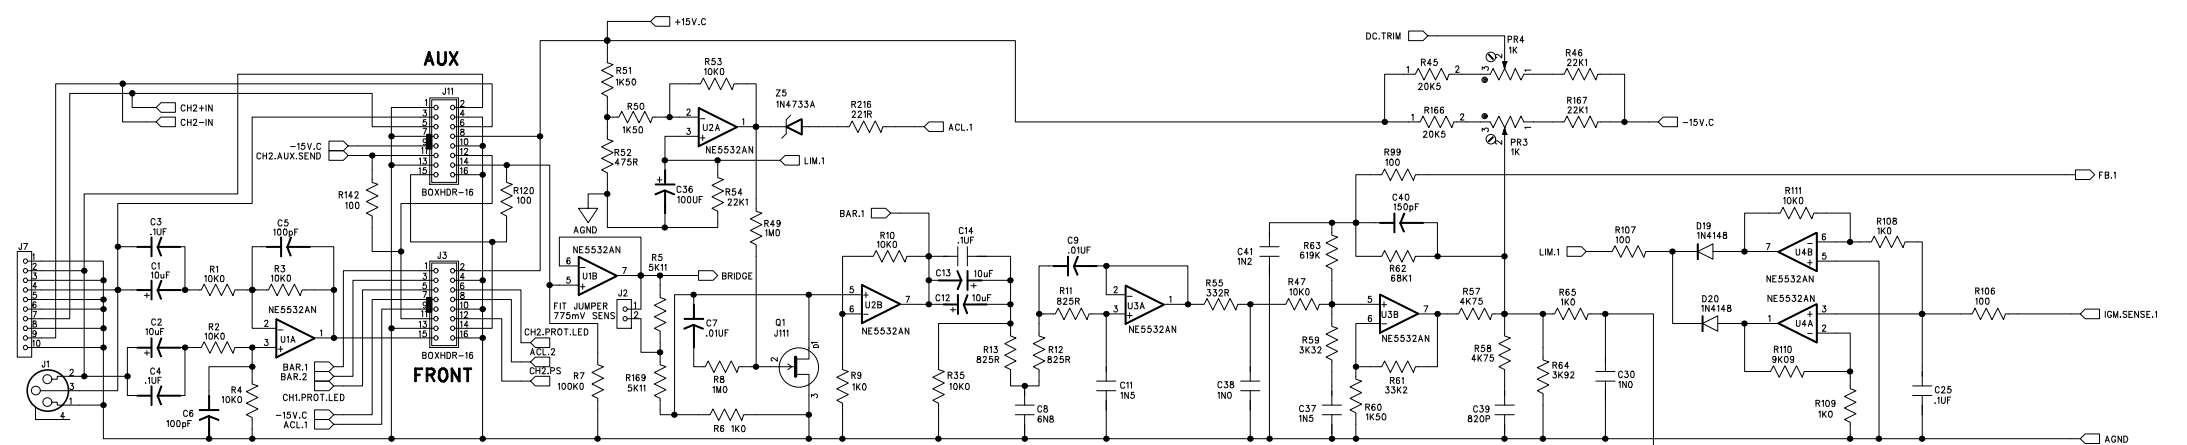 +15V.C
DC.TRIM
PR4
1K
AUX
R51
1K50
R53
10K0
R45
20K5
R46
22K1
J11
Z5
1N4733A
R216
221R
ACL.1
CH2+IN
CH2-IN
R50
1K50
U2A
NE5532AN
R166
20K5
R167
22K1
PR3
1K
-15V.C
-15V.C
CH2.AUX.SEND
R52
475R
LIM.1
R99
100
FB.1
BOXHDR-16
R142
100
R120
100
C36
100UF
R54
22K1
AGND
R49
1M0
BAR.1
C40
150pF
R111
10K0
C3
.1UF
C5
100pF
J7
1
2
3
4
5
6
7
8
9
10
C1
10uF
R1
10K0
R3
10K0
J3
NE5532AN
U1B
R5
5K11
BRIDGE
R10
10K0
C14
.1UF
C13
10uF
C12
10uF
C9
.01UF
C41
1N2
R63
619K
R62
68K1
LIM.1
R107
100
D19
1N4148
U4B
NE5532AN
R108
1K0
NE5532AN
U1A
C2
10uF
R2
10K0
C4
.1UF
FIT JUMPER
775mV SENS
J2
C7
.01UF
Q1
J111
U2B
NE5532AN
R11
825R
U3A
NE5532AN
R55
332R
R47
10K0
U3B
NE5532AN
R57
4K75
R65
1K0
D20
1N4148
NE5532AN
U4A
R106
100
IGM.SENSE.1
BOXHDR-16
FRONT
CH2.PROT.LED
ACL.2
CH2.PS
J1
BAR.1
BAR.2
CH1.PROT.LED
-15V.C
ACL.1
R4
10K0
C6
100pF
R7
100K0
R169
5K11
R8
1M0
R6 1K0
R9
1K0
R35
10K0
R13
825R
R12
825R
C8
6N8
C11
1N5
C38
1N0
R59
3K32
C37
1N5
R61
33K2
R60
1K50
R58
4K75
C39
820P
R64
3K92
C30
1N0
R110
9K09
R109
1K0
C25
.1UF
AGND